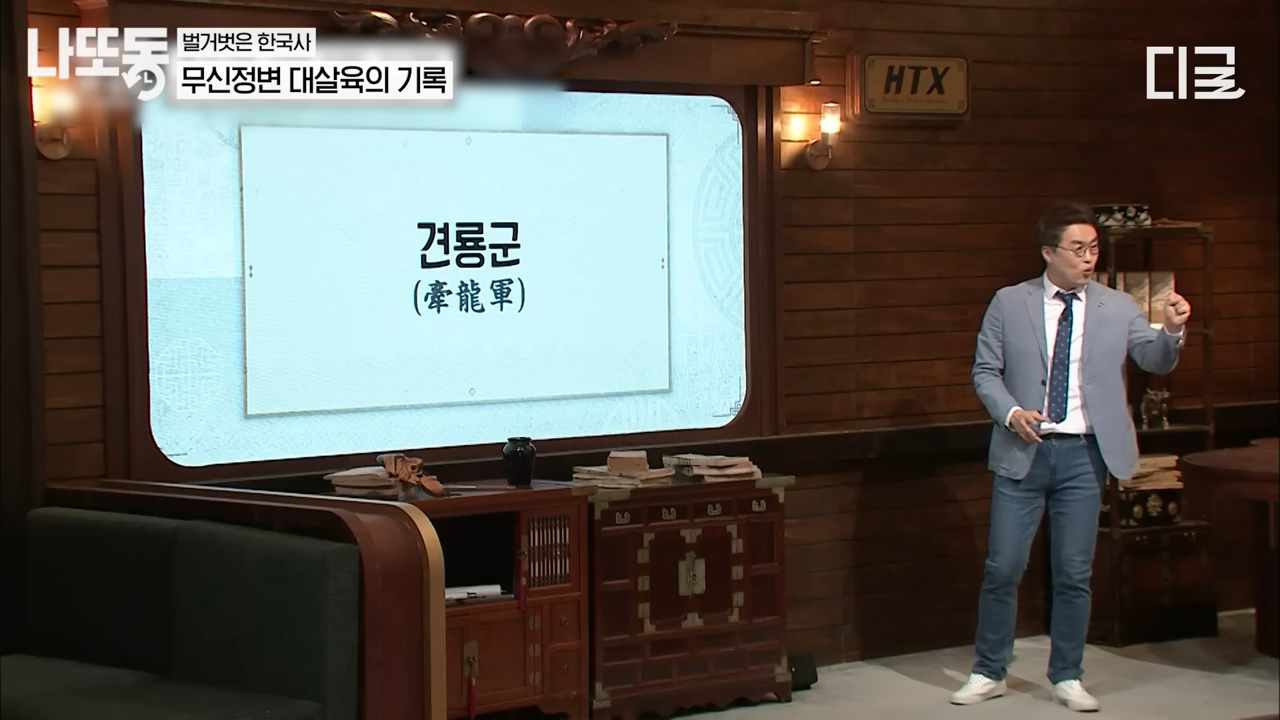 나또동
벌거벗은 한국사
무신정변 대살육의 기록
디글
HTX
견룡군
(牽龍軍)